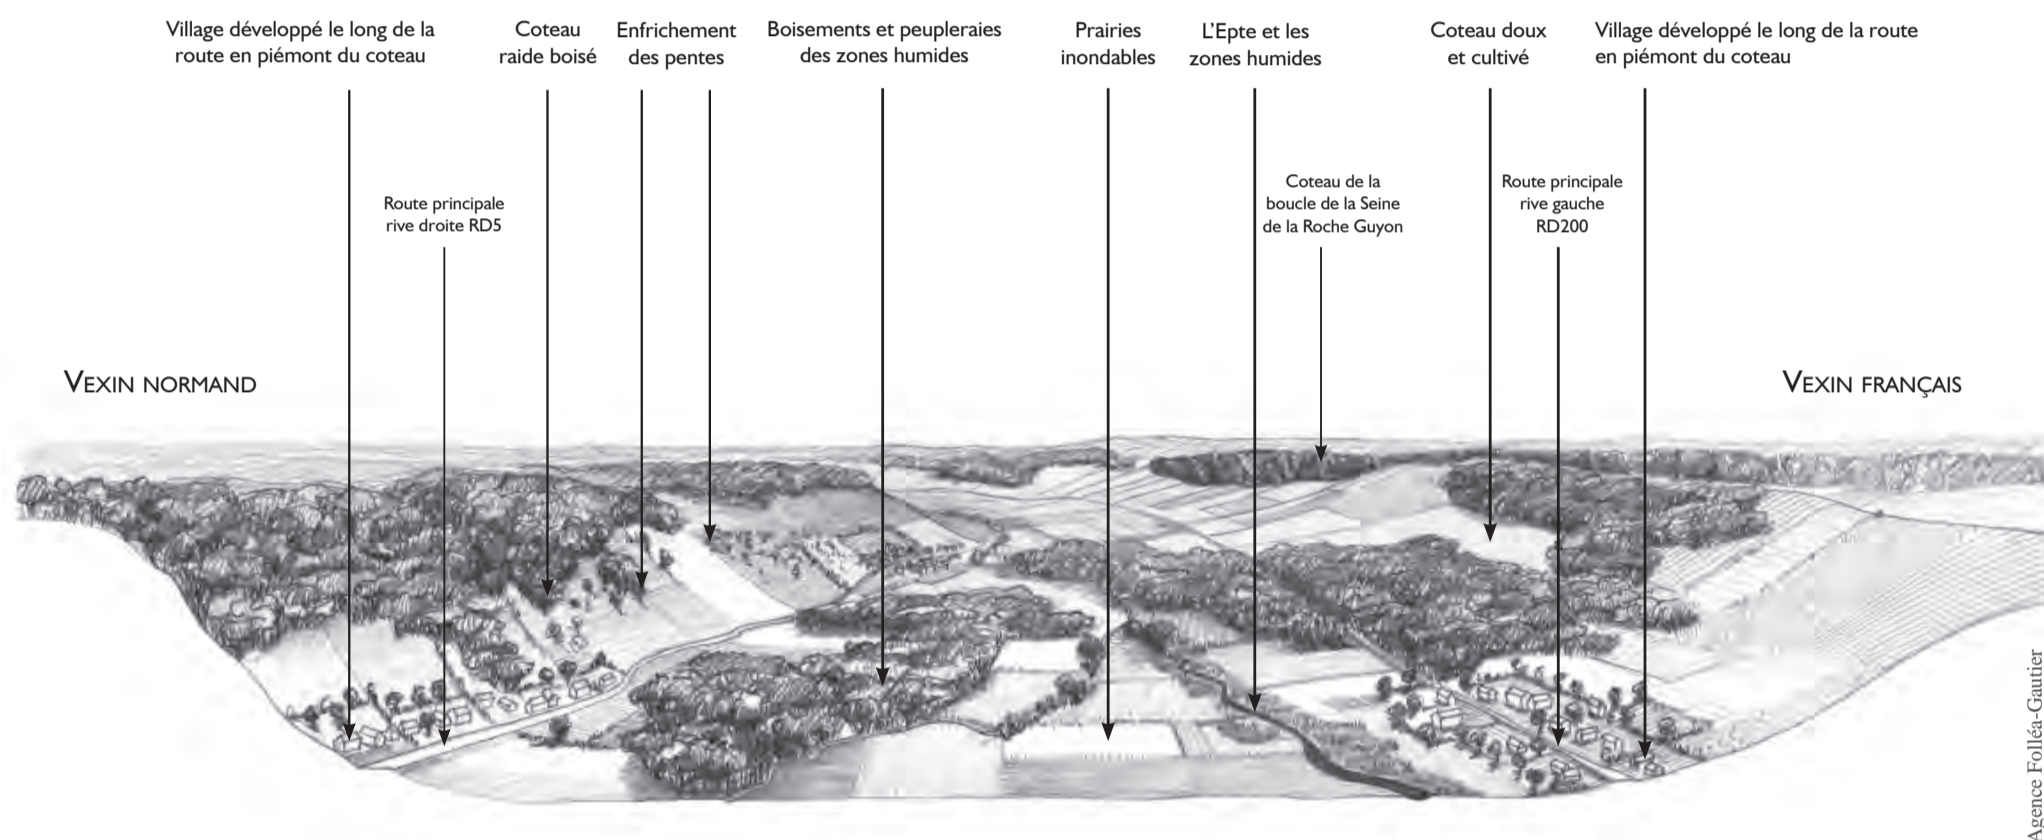 Village développé le long de la
route en piémont du coteau
Coteau
raide boisé
Enfrichement
des pentes
Boisements et peupleraies
des zones humides
Prairies
inondables
L'Epte et les
zones humides
Coteau doux
et cultivé
Village développé le long de la route
en piémont du coteau
Route principale
rive droite RD5
Coteau de la
boucle de la Seine
de la Roche Guyon
Route principale
rive gauche
RD200
VEXIN NORMAND
VEXIN FRANÇAIS
Agence Folléa-Gautier